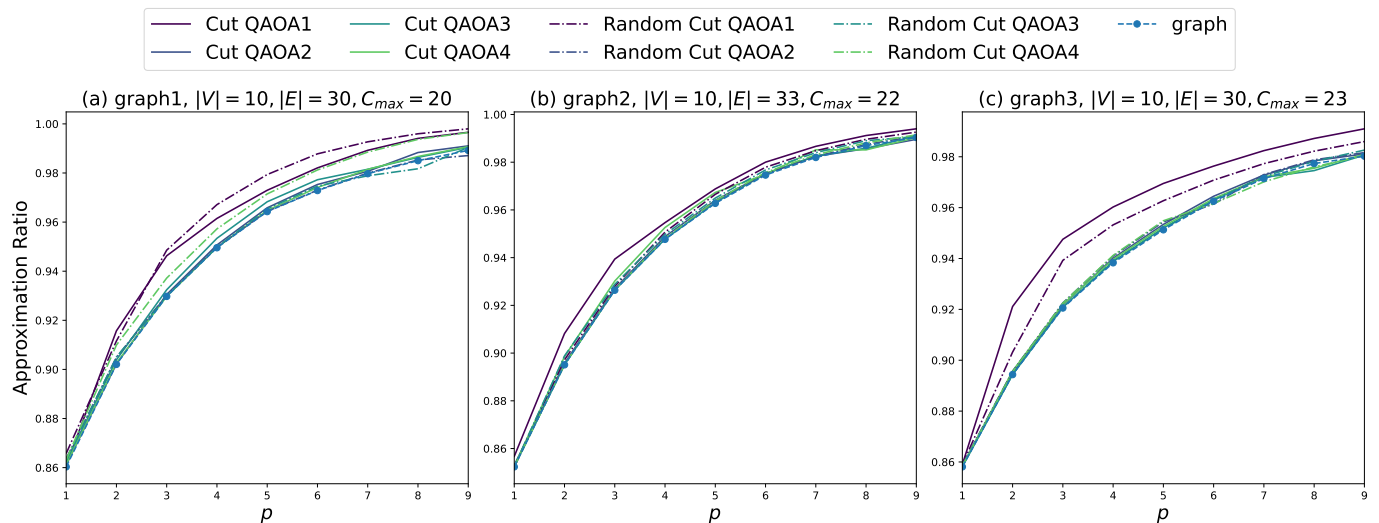 Cut QAOA1 Cut QAOA3 Random Cut QAOA1 Random Cut QAOA3 graph
Cut QAOA2 Cut QAOA4 Random Cut QAOA2 Random Cut QAOA4
(a) graph1, |V| = 10, |E| = 30, C_max = 20
(b) graph2, |V| = 10, |E| = 33, C_max = 22
(c) graph3, |V| = 10, |E| = 30, C_max = 23
Approximation Ratio
1.00
0.98
0.96
0.94
0.92
0.90
0.88
0.86
1 2 3 4 5 6 7 8 9
p
1.00
0.98
0.96
0.94
0.92
0.90
0.88
0.86
1 2 3 4 5 6 7 8 9
p
0.98
0.96
0.94
0.92
0.90
0.88
0.86
1 2 3 4 5 6 7 8 9
p